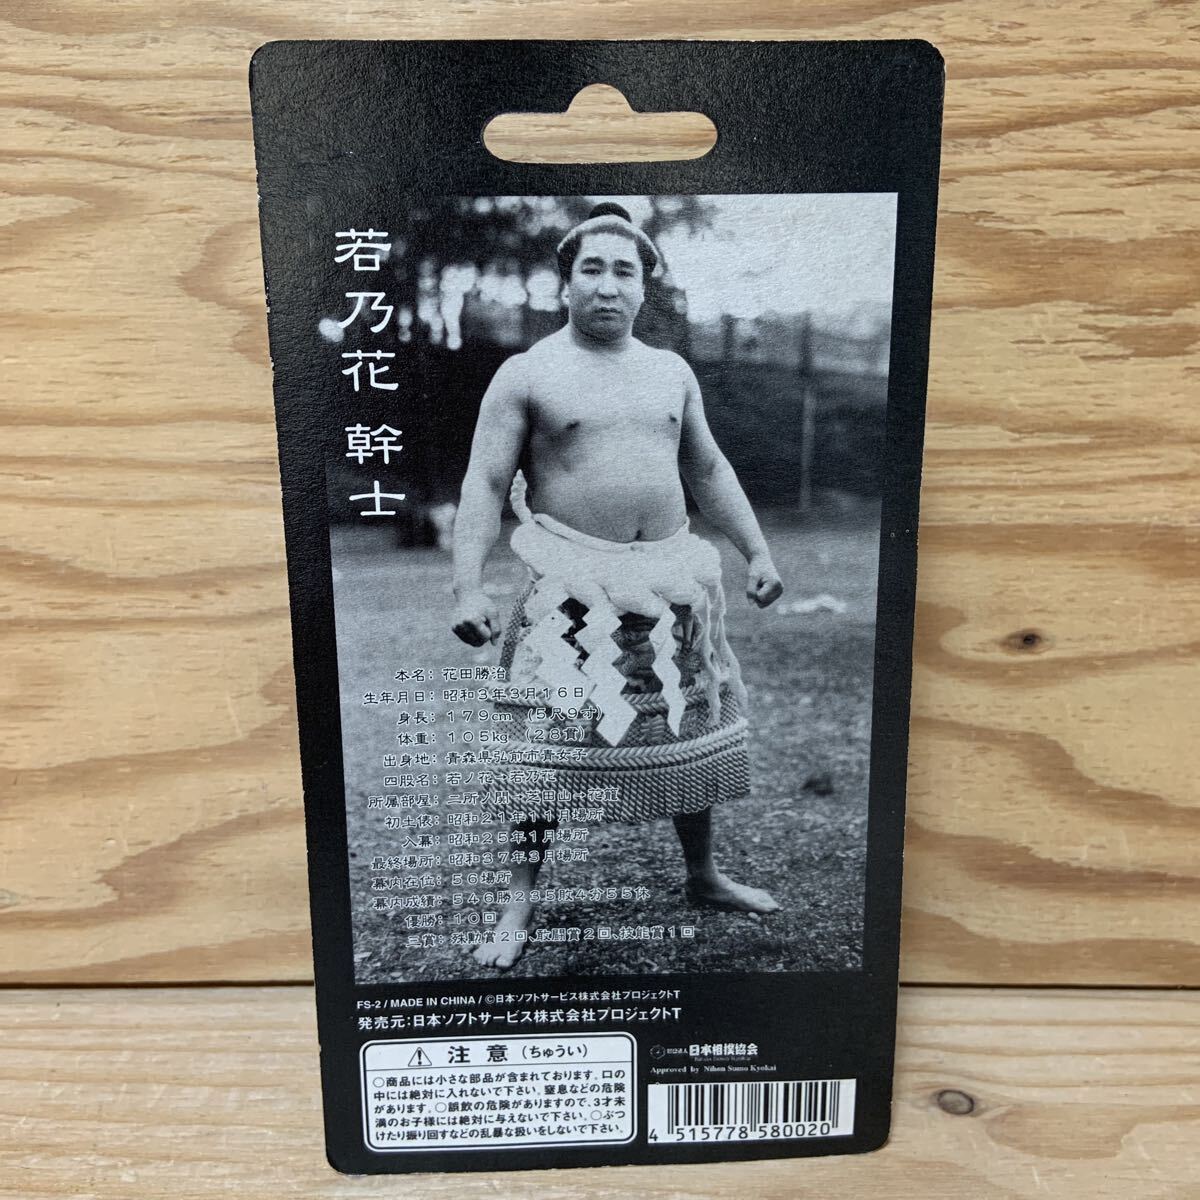 若乃花 幹士
本名：花田勝治
生年月日：昭和３年３月１６日
身長：１７９cm（５尺９寸）
体重：１０５kg（２８貫）
出身地：青森県弘前市青女子
四股名：若ノ花→若乃花
所属部屋：二所ノ関→芝田山→花籠
初土俵：昭和２１年１１月場所
入幕：昭和２５年１月場所
最終場所：昭和３７年３月場所
幕内在位：５６場所
幕内成績：５４６勝２３５敗４分５５休
優勝：１０回
三賞：殊勲賞２回、敢闘賞２回、技能賞１回
FS-2 / MADE IN CHINA / ©日本ソフトサービス株式会社プロジェクトT
発売元：日本ソフトサービス株式会社プロジェクトT
注 意（ちゅうい）
○商品には小さな部品が含まれております。口の
中には絶対に入れないで下さい。窒息などの危険
があります。○誤飲の危険がありますので、3才未
満のお子様には絶対に与えないで下さい。○ぶつ
けたり振り回すなどの乱暴な扱いをしないで下さい。
財団法人 日本相撲協会
Nihon Sumo Kyokai
Approved by Nihon Sumo Kyokai
4 515778 580020